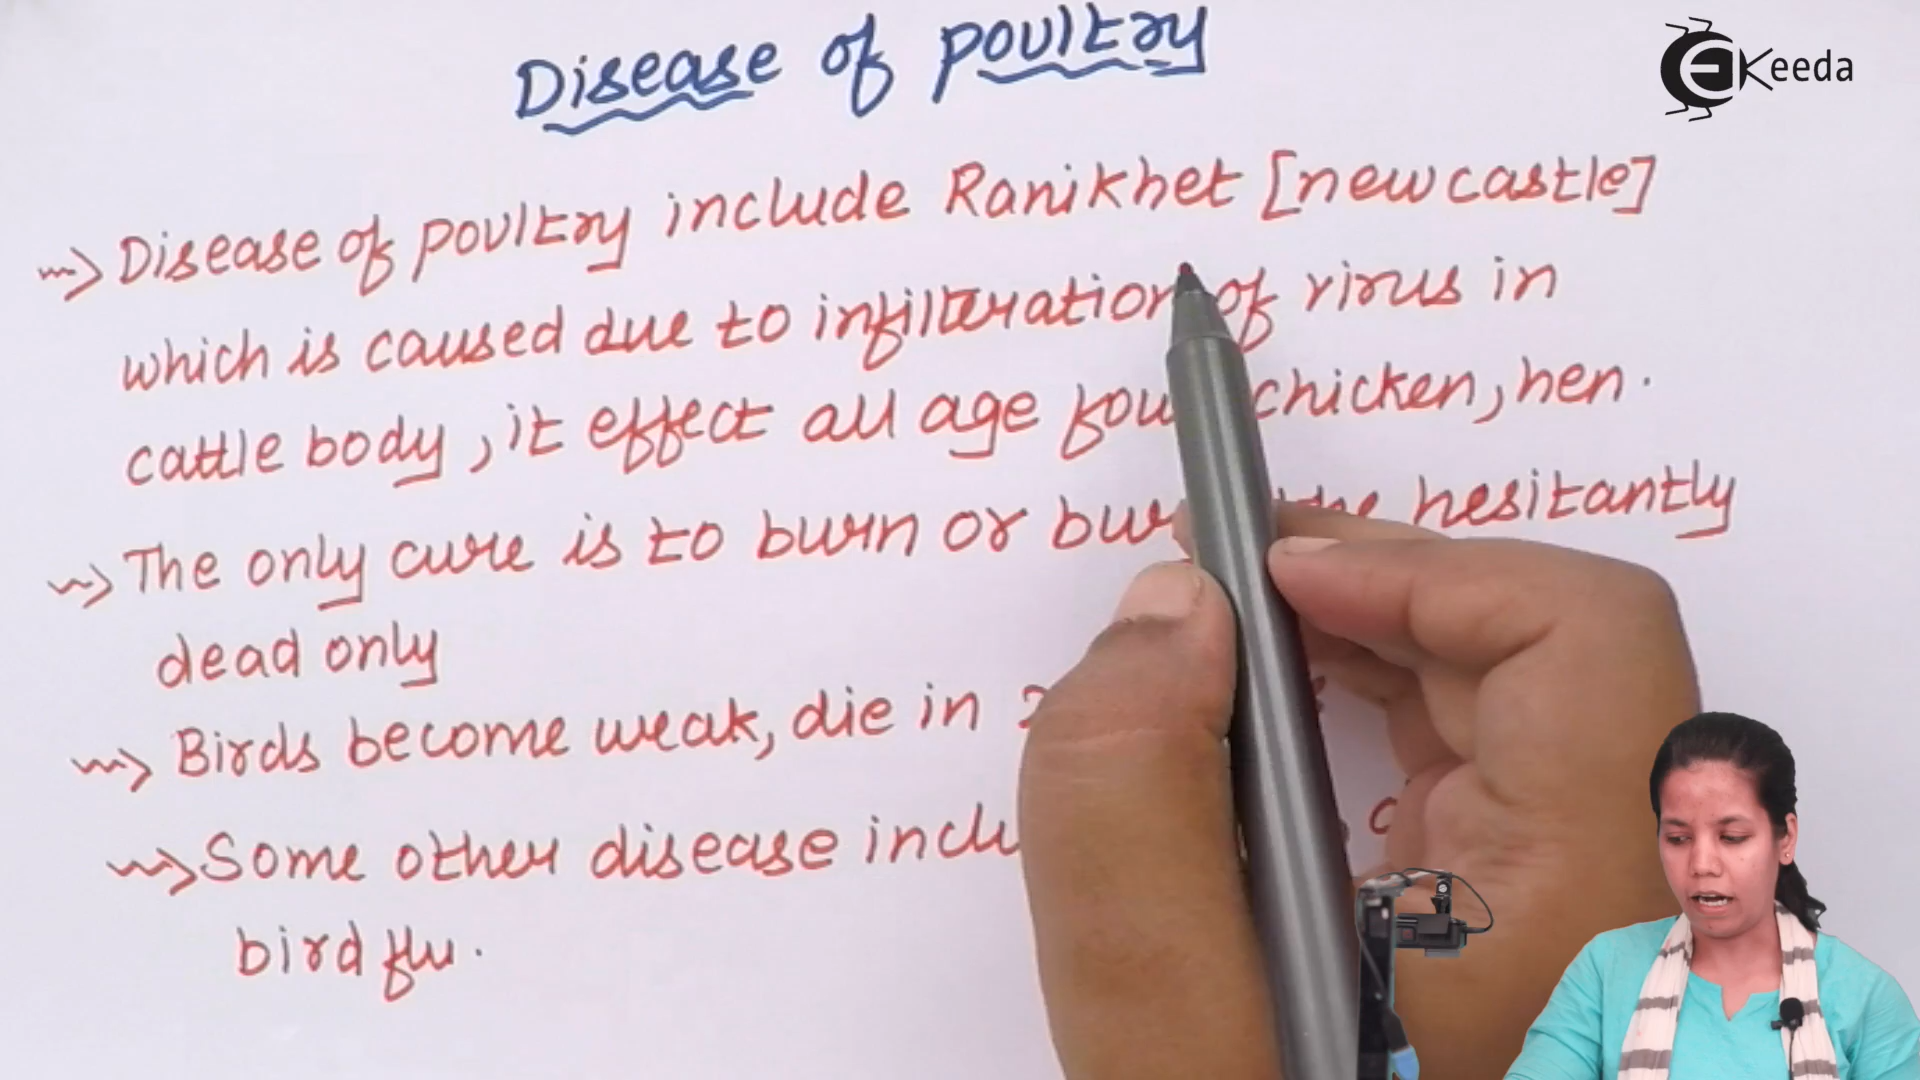 Disease of poultry
EKeeda
Disease of poultry include Ranikhet [newcastle]
which is caused due to infilteration of virus in
cattle body, it effect all age chicken, hen.
The only cure is to burn or hesitantly
dead only
Birds become weak, die in
Some other disease
bird flu.